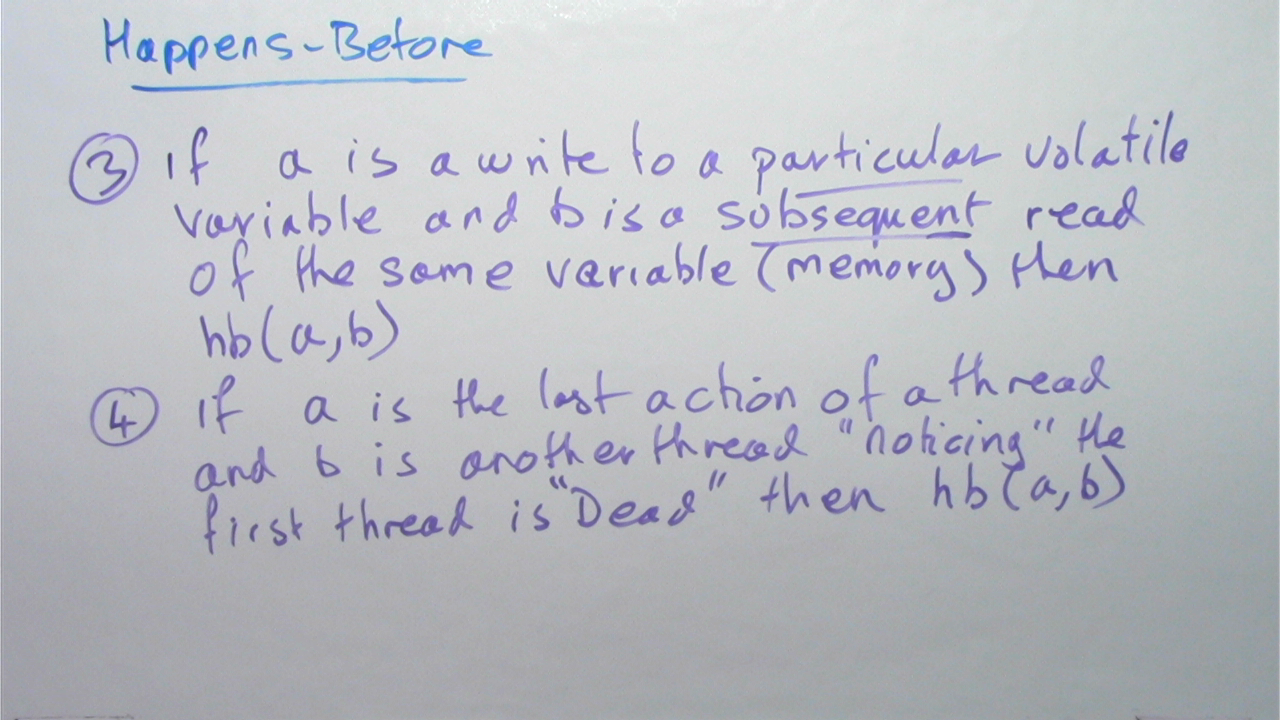 Happens-Before
③ If a is a write to a particular volatile
variable and b is a subsequent read
of the same variable (memory) then
hb(a,b)
④ If a is the last action of a thread
and b is another thread "noticing" the
first thread is "Dead" then hb(a,b)